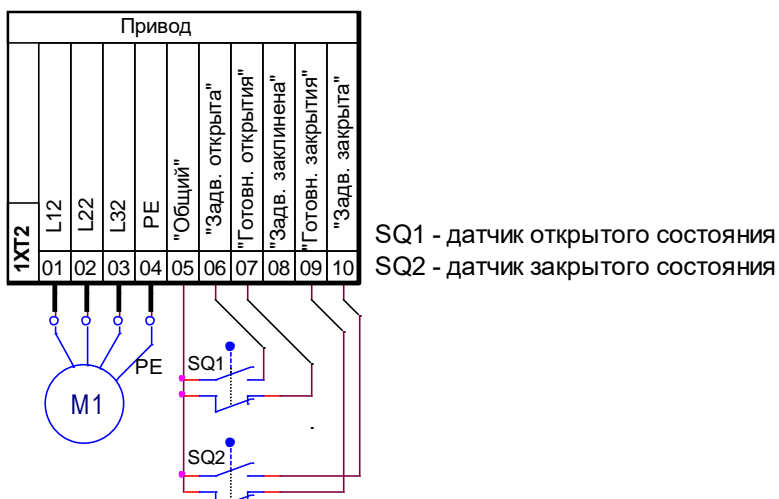 Привод
1XT2
L12
L22
L32
PE
"Общий"
"Задв. открыта"
"Готовн. открытия"
"Задв. заклинена"
"Готовн. закрытия"
"Задв. закрыта"
01 02 03 04 05 06 07 08 09 10
SQ1 - датчик открытого состояния
SQ2 - датчик закрытого состояния
PE
M1
SQ1
SQ2